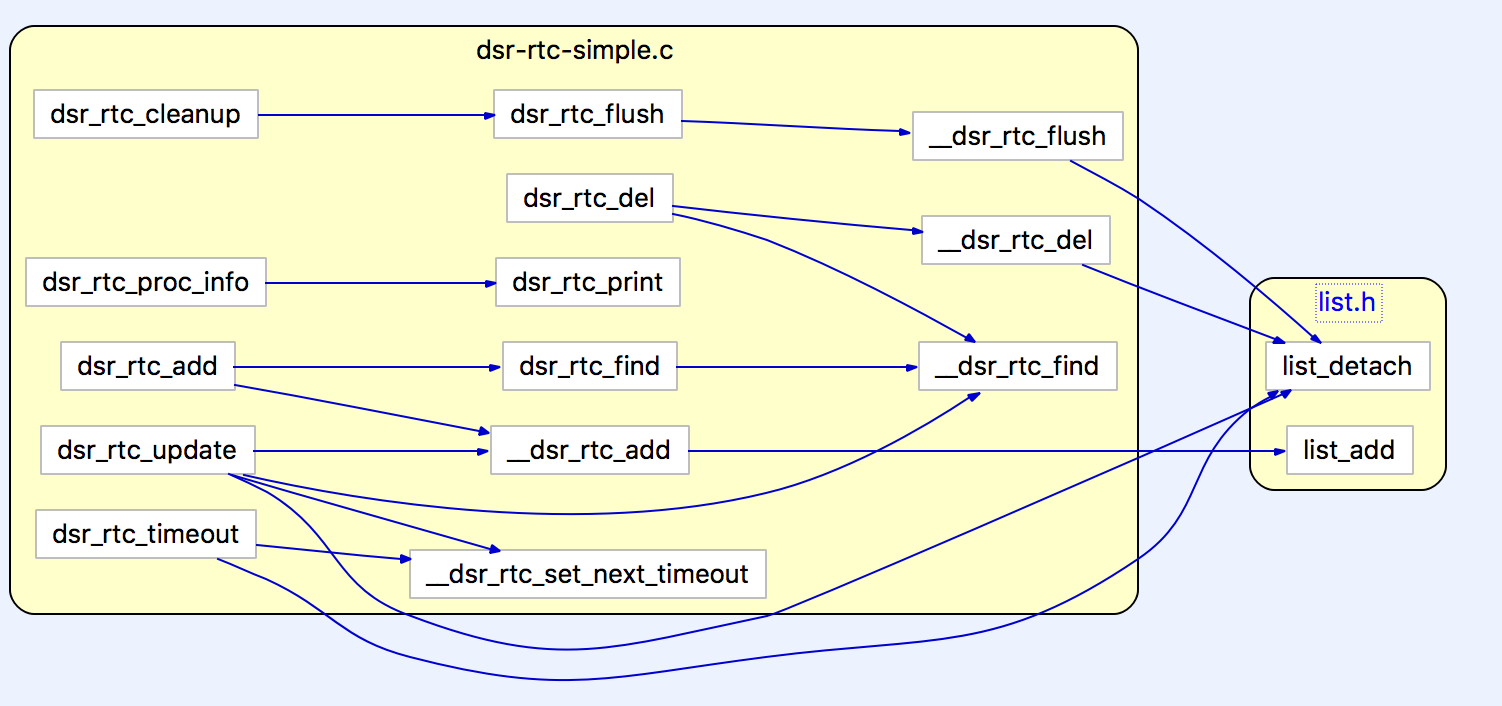 dsr-rtc-simple.c
dsr_rtc_cleanup
dsr_rtc_flush
__dsr_rtc_flush
dsr_rtc_del
__dsr_rtc_del
dsr_rtc_proc_info
dsr_rtc_print
list.h
dsr_rtc_add
dsr_rtc_find
__dsr_rtc_find
list_detach
dsr_rtc_update
__dsr_rtc_add
list_add
dsr_rtc_timeout
__dsr_rtc_set_next_timeout